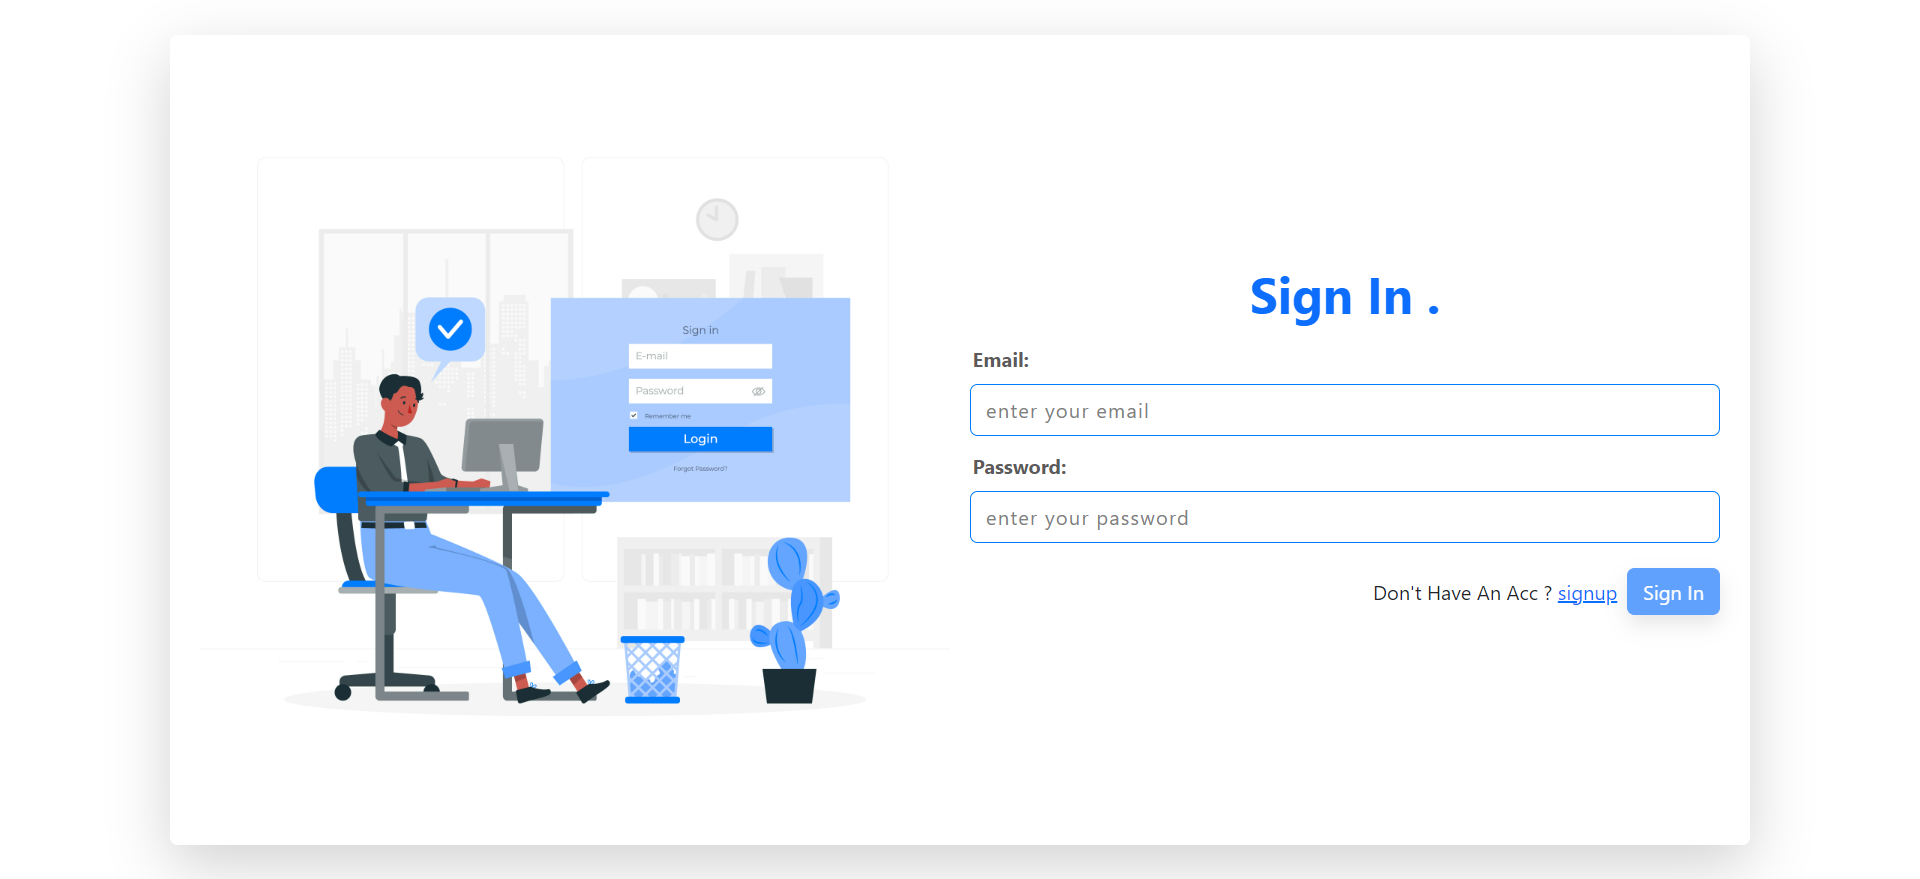 Sign in
E-mail
Password
Remember me
Login
Forgot Password?
Sign In .
Email:
enter your email
Password:
enter your password
Don't Have An Acc ? signup Sign In